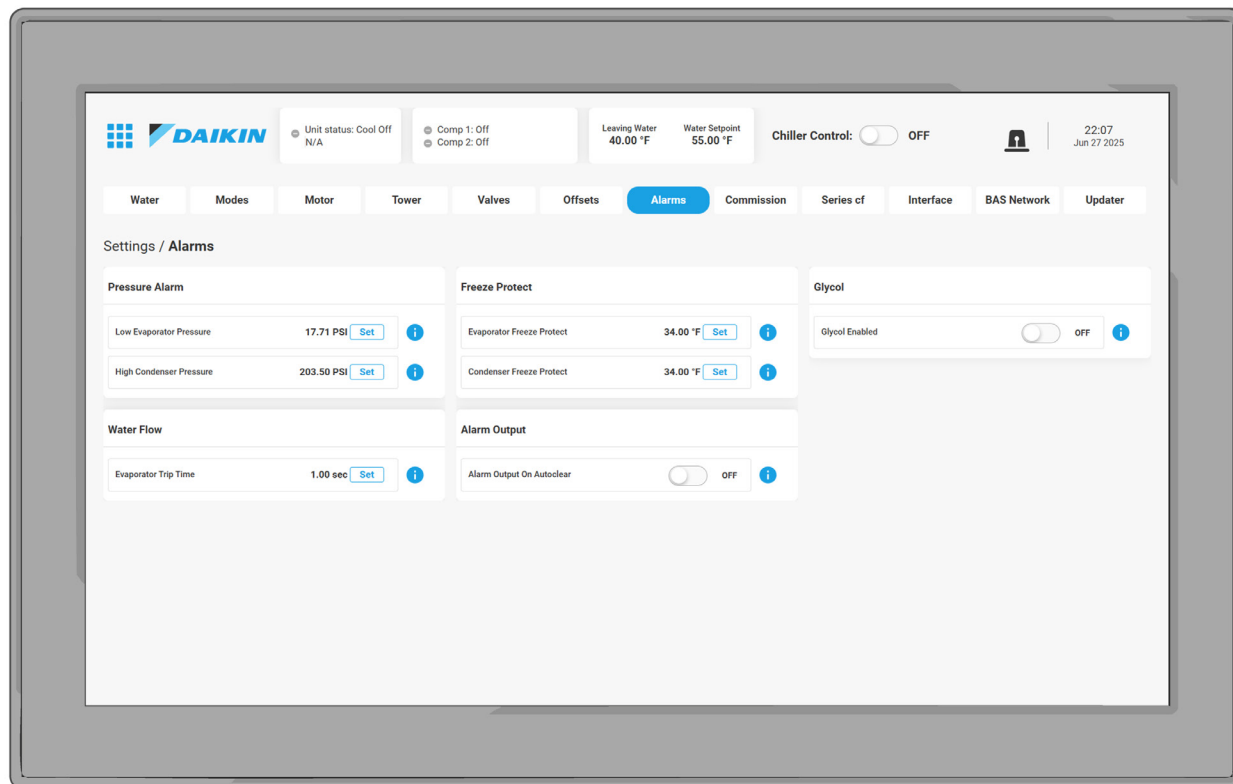 DAIKIN
Unit status: Cool Off
N/A
Comp 1: Off
Comp 2: Off
Leaving Water
40.00 °F
Water Setpoint
55.00 °F
Chiller Control: OFF
22:07
Jun 27 2025
Water Modes Motor Tower Valves Offsets Alarms Commission Series cf Interface BAS Network Updater
Settings / Alarms
Pressure Alarm
Low Evaporator Pressure 17.71 PSI Set
High Condenser Pressure 203.50 PSI Set
Freeze Protect
Evaporator Freeze Protect 34.00 °F Set
Condenser Freeze Protect 34.00 °F Set
Glycol
Glycol Enabled OFF
Water Flow
Evaporator Trip Time 1.00 sec Set
Alarm Output
Alarm Output On Autoclear OFF